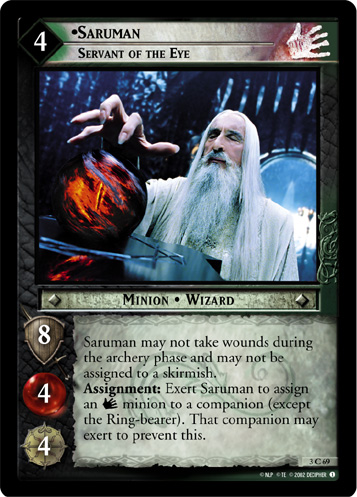 4
•Saruman
Servant of the Eye
Minion • Wizard
8
4
4
Saruman may not take wounds during
the archery phase and may not be
assigned to a skirmish.
Assignment: Exert Saruman to assign
an minion to a companion (except
the Ring-bearer). That companion may
exert to prevent this.
3 C 69
© N.P © TE © 2002 DECIPHER